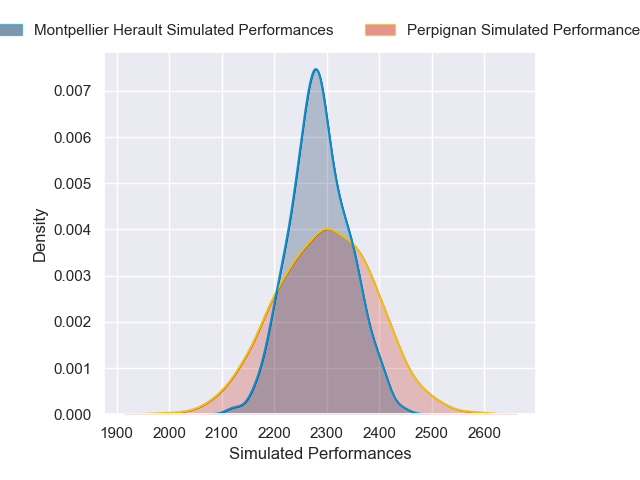 Montpellier Herault Simulated Performances
Perpignan Simulated Performance
0.007
0.006
0.005
0.004
0.003
0.002
0.001
0.000
Density
1900 2000 2100 2200 2300 2400 2500 2600
Simulated Performances